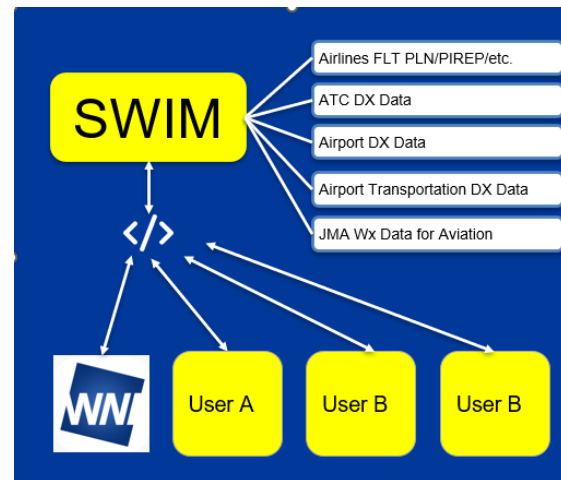 SWIM
Airlines FLT PLN/PIREP/etc.
ATC DX Data
Airport DX Data
Airport Transportation DX Data
JMA Wx Data for Aviation
</>
WNI
User A
User B
User B